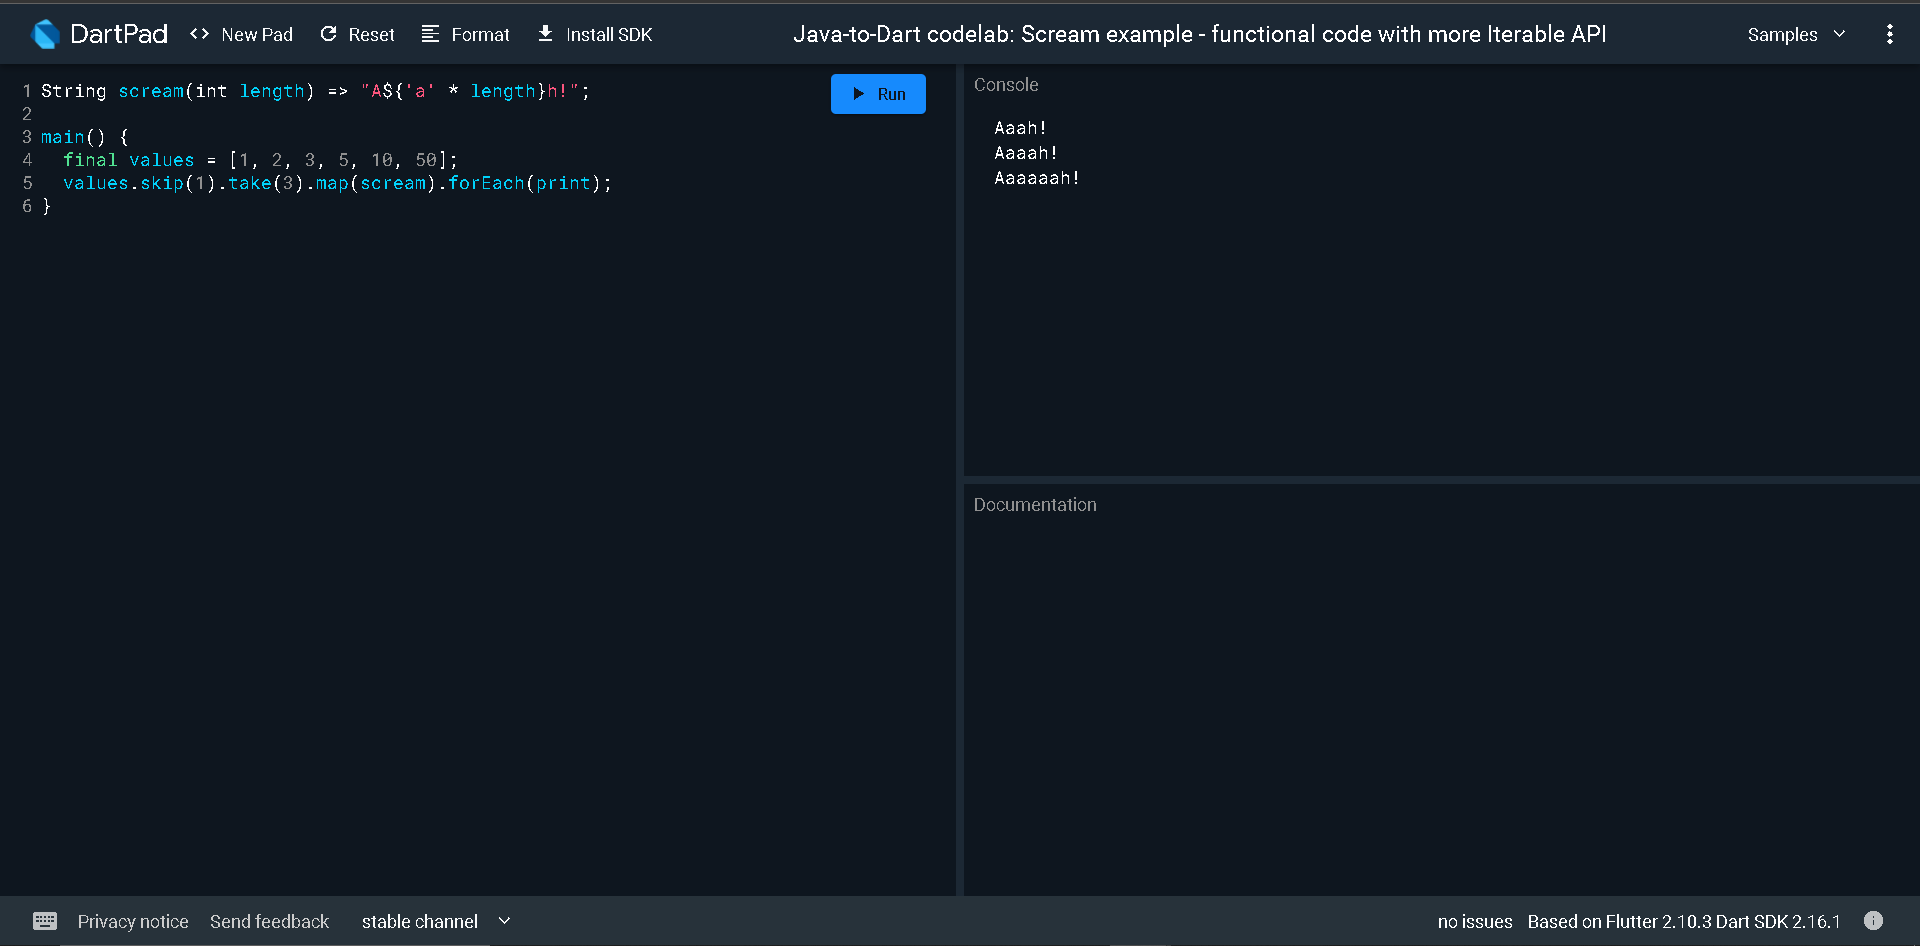 DartPad New Pad Reset Format Install SDK Java-to-Dart codelab: Scream example - functional code with more Iterable API Samples
1 String scream(int length) => "A${'a' * length}h!";
2
3 main() {
4   final values = [1, 2, 3, 5, 10, 50];
5   values.skip(1).take(3).map(scream).forEach(print);
6 }
Run
Console
Aaah!
Aaaah!
Aaaaaah!
Documentation
Privacy notice Send feedback stable channel no issues Based on Flutter 2.10.3 Dart SDK 2.16.1